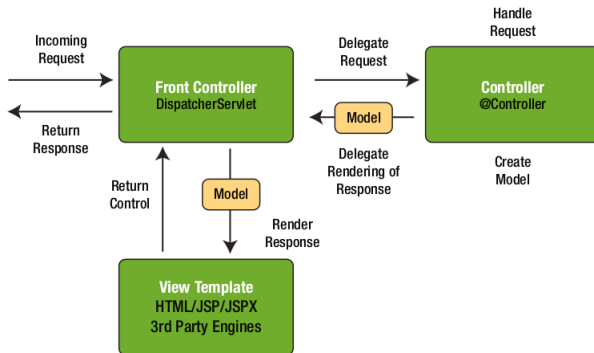 Incoming
Request
Return
Response
Front Controller
DispatcherServlet
Delegate
Request
Model
Delegate
Rendering of
Response
Handle
Request
Controller
@Controller
Create
Model
Return
Control
Model
Render
Response
View Template
HTML/JSP/JSPX
3rd Party Engines